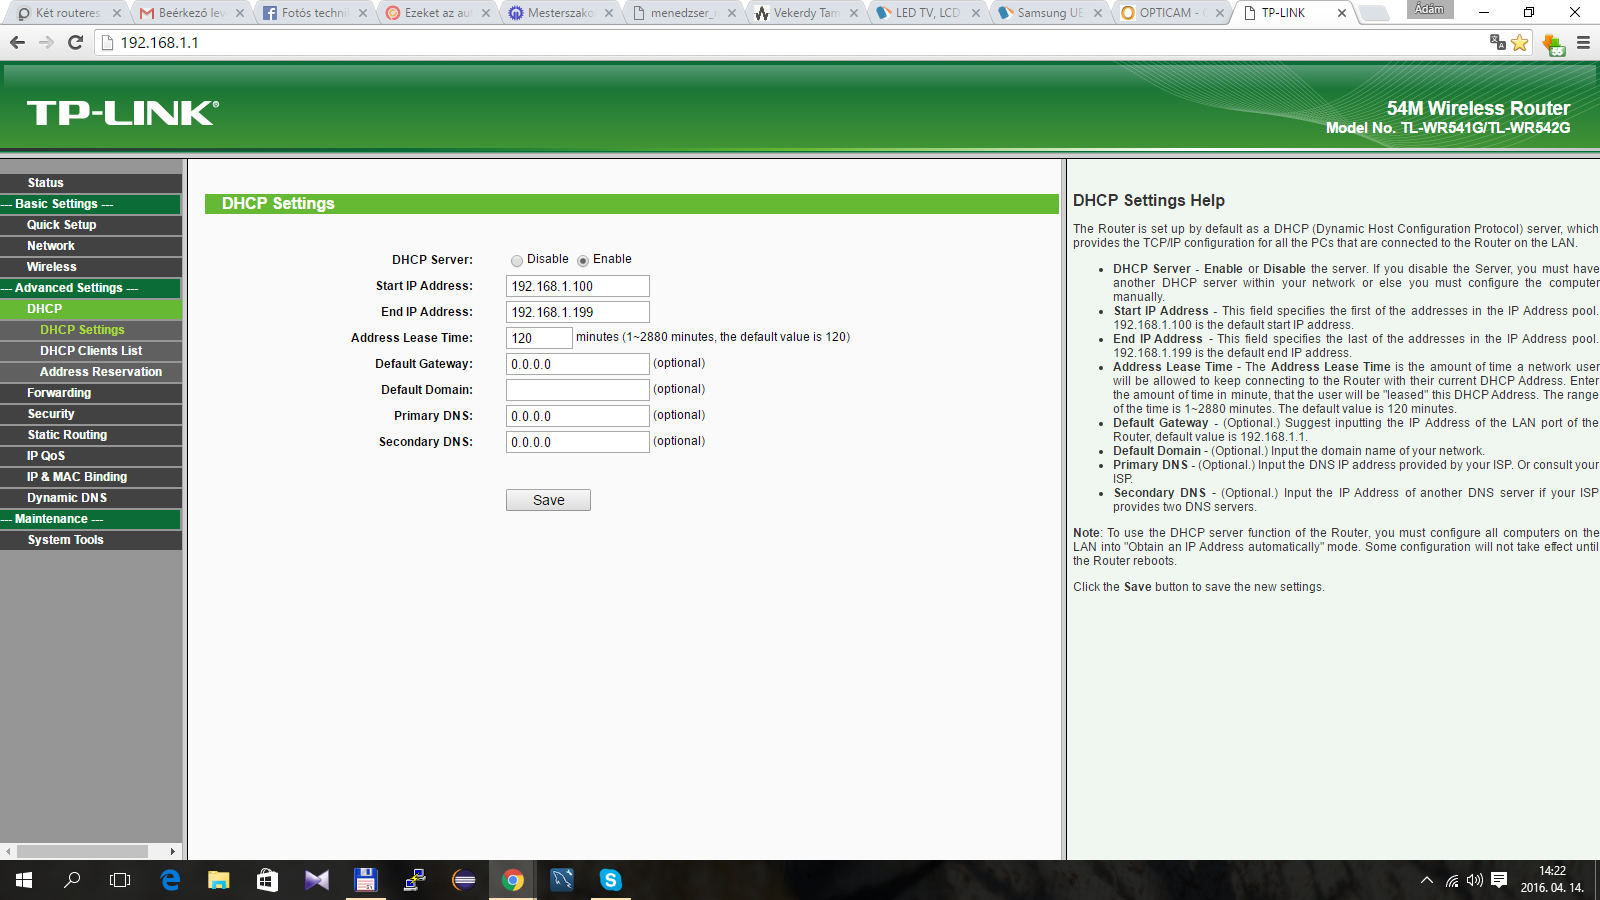 Két routeres
Beérkező lev
Fotós techni
Ezeket az au
Mesterszako
menedzser_
Vekerdy Tam
LED TV, LCD
Samsung UE
OPTICAM -
TP-LINK
Ádám
192.168.1.1
55
TP-LINK®
54M Wireless Router
Model No. TL-WR541G/TL-WR542G
Status
--- Basic Settings ---
Quick Setup
Network
Wireless
--- Advanced Settings ---
DHCP
DHCP Settings
DHCP Clients List
Address Reservation
Forwarding
Security
Static Routing
IP QoS
IP & MAC Binding
Dynamic DNS
--- Maintenance ---
System Tools
DHCP Settings
DHCP Server: Disable Enable
Start IP Address: 192.168.1.100
End IP Address: 192.168.1.199
Address Lease Time: 120 minutes (1~2880 minutes, the default value is 120)
Default Gateway: 0.0.0.0 (optional)
Default Domain: (optional)
Primary DNS: 0.0.0.0 (optional)
Secondary DNS: 0.0.0.0 (optional)
Save
DHCP Settings Help
The Router is set up by default as a DHCP (Dynamic Host Configuration Protocol) server, which
provides the TCP/IP configuration for all the PCs that are connected to the Router on the LAN.
• DHCP Server - Enable or Disable the server. If you disable the Server, you must have
another DHCP server within your network or else you must configure the computer
manually.
• Start IP Address - This field specifies the first of the addresses in the IP Address pool.
192.168.1.100 is the default start IP address.
• End IP Address - This field specifies the last of the addresses in the IP Address pool.
192.168.1.199 is the default end IP address.
• Address Lease Time - The Address Lease Time is the amount of time a network user
will be allowed to keep connecting to the Router with their current DHCP Address. Enter
the amount of time in minute, that the user will be "leased" this DHCP Address. The range
of the time is 1~2880 minutes. The default value is 120 minutes.
• Default Gateway - (Optional.) Suggest inputting the IP Address of the LAN port of the
Router, default value is 192.168.1.1.
• Default Domain - (Optional.) Input the domain name of your network.
• Primary DNS - (Optional.) Input the DNS IP address provided by your ISP. Or consult your
ISP.
• Secondary DNS - (Optional.) Input the IP Address of another DNS server if your ISP
provides two DNS servers.
Note: To use the DHCP server function of the Router, you must configure all computers on the
LAN into "Obtain an IP Address automatically" mode. Some configuration will not take effect until
the Router reboots.
Click the Save button to save the new settings.
14:22
2016. 04. 14.